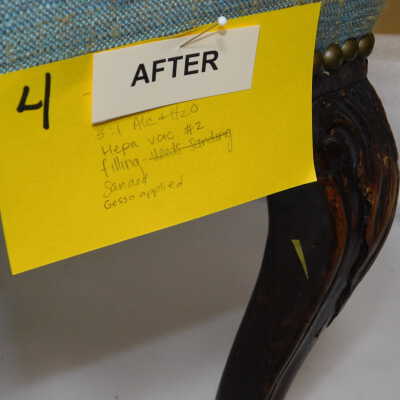 4
AFTER
3:1 Alc + H2O
Hepa vac. #2
filling
Sanded
Gesso applied